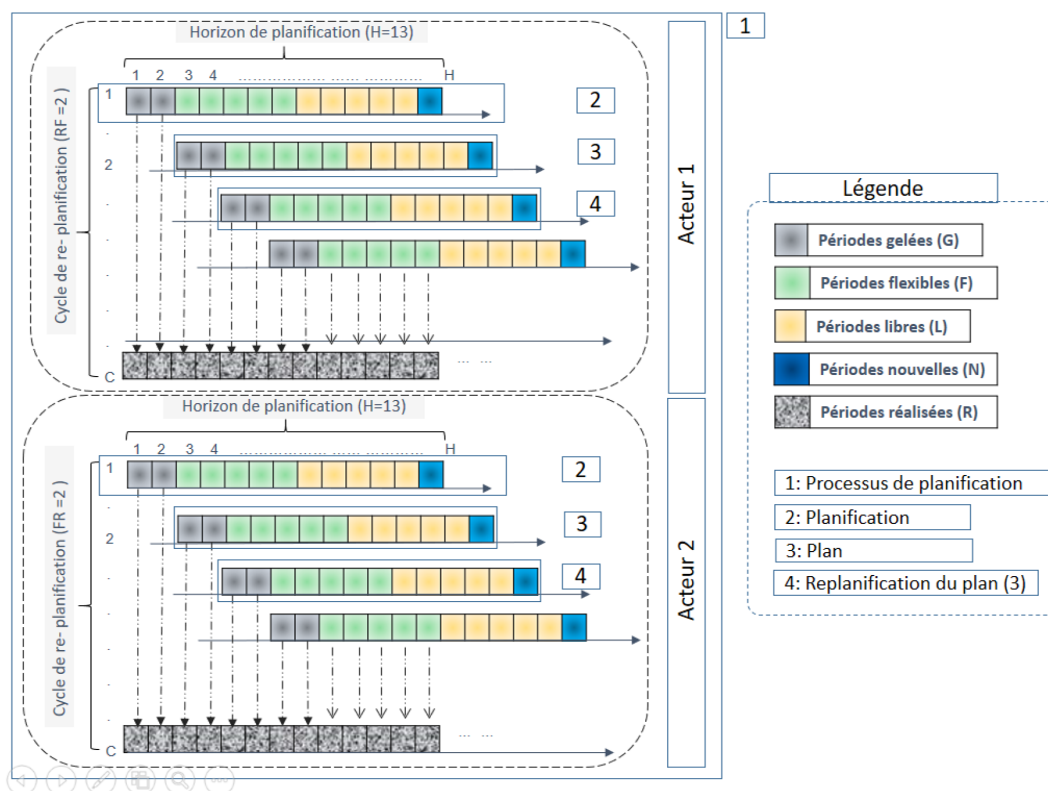 1
Horizon de planification (H=13)
1 2 3 4 ........................ ...... ............. H
Cycle de re- planification (RF =2)
1
2
.
2
3
.
4
.
.
.
C
... ...
Acteur 1
Horizon de planification (H=13)
1 2 3 4 ........................ ...... ............. H
Cycle de re- planification (FR =2)
1
2
.
2
3
.
4
.
.
.
C
... ...
Acteur 2
Légende
Périodes gelées (G)
Périodes flexibles (F)
Périodes libres (L)
Périodes nouvelles (N)
Périodes réalisées (R)
1: Processus de planification
2: Planification
3: Plan
4: Replanification du plan (3)